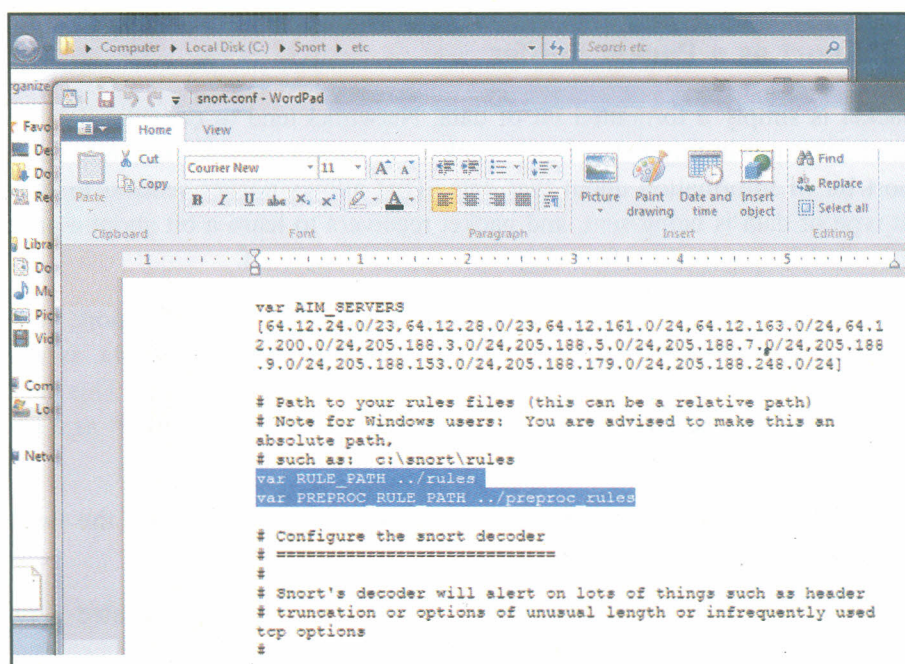 Computer ▸ Local Disk (C:) ▸ Snort ▸ etc
Search etc
snort.conf - WordPad
Home View
Paste
Cut
Copy
Clipboard
Courier New 11
Font
Paragraph
Picture
Paint drawing
Date and time
Insert object
Insert
Find
Replace
Select all
Editing
1 1 2 3 4 5
var AIM_SERVERS
[64.12.24.0/23,64.12.28.0/23,64.12.161.0/24,64.12.163.0/24,64.1
2.200.0/24,205.188.3.0/24,205.188.5.0/24,205.188.7.0/24,205.188
.9.0/24,205.188.153.0/24,205.188.179.0/24,205.188.248.0/24]
# Path to your rules files (this can be a relative path)
# Note for Windows users:  You are advised to make this an
absolute path,
# such as:  c:\snort\rules
var RULE_PATH ../rules
var PREPROC_RULE_PATH ../preproc_rules
# Configure the snort decoder
# ============================
#
# Snort's decoder will alert on lots of things such as header
# truncation or options of unusual length or infrequently used
tcp options
#